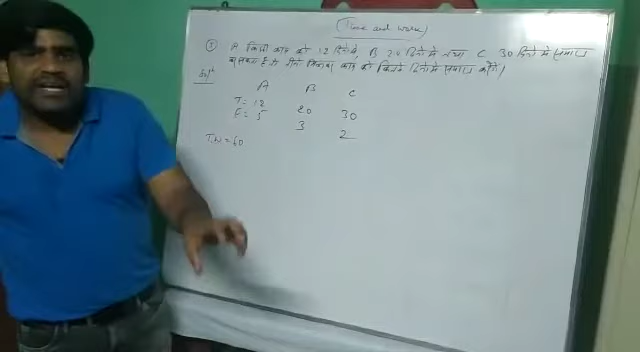 (Time and work)
① A किसी काम को 12 दिनों में, B 20 दिनों में तथा C 30 दिनों में समाप्त
कर सकता है तो तीनों मिलकर काम को कितने दिनों में समाप्त करेंगे।
Solⁿ
A B C
T = 12 20 30
E = 5 3 2
T.W = 60